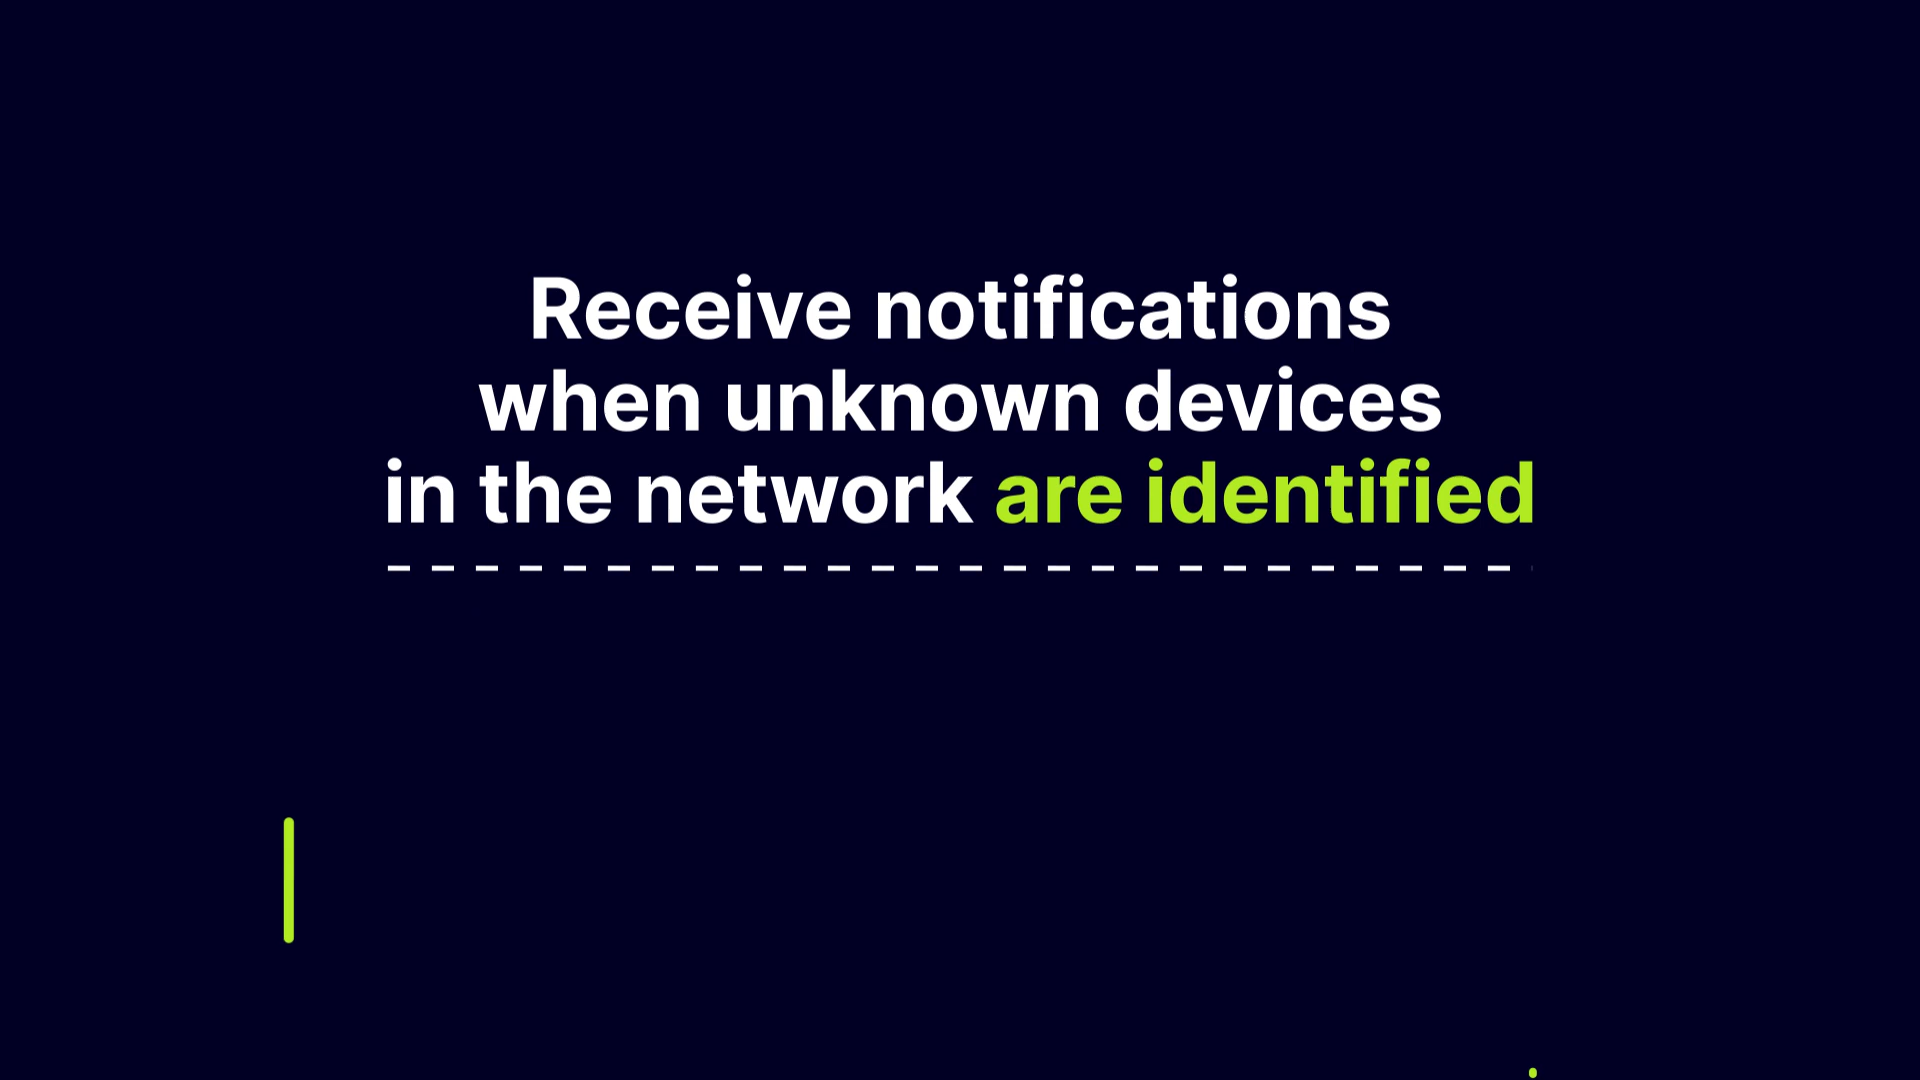 Receive notifications
when unknown devices
in the network are identified